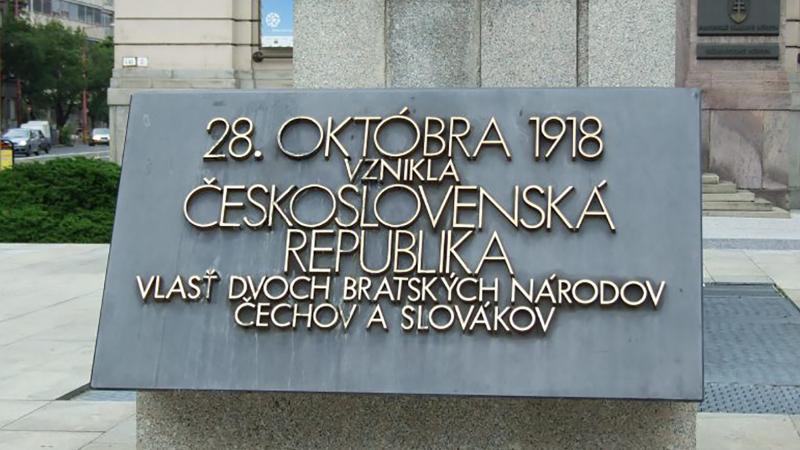 28. OKTÓBRA 1918
VZNIKLA
ČESKOSLOVENSKÁ
REPUBLIKA
VLASŤ DVOCH BRATSKÝCH NÁRODOV
ČECHOV A SLOVÁKOV